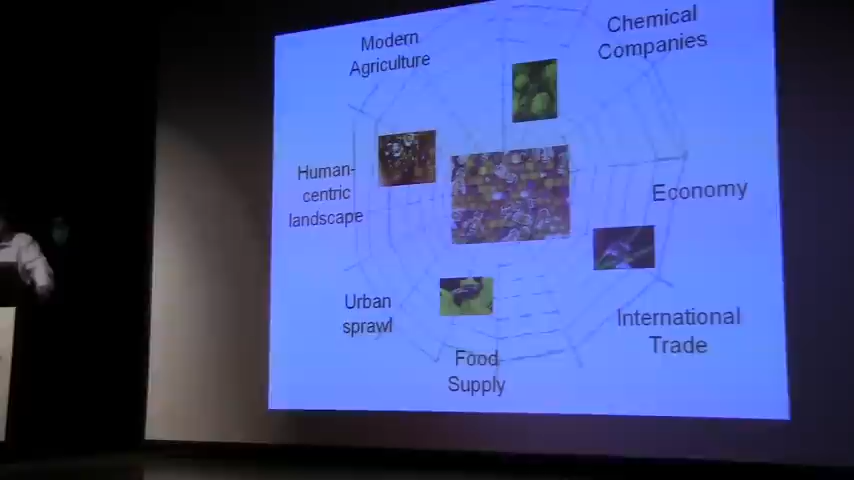 Modern
Agriculture
Chemical
Companies
Human-
centric
landscape
Economy
Urban
sprawl
International
Trade
Food
Supply